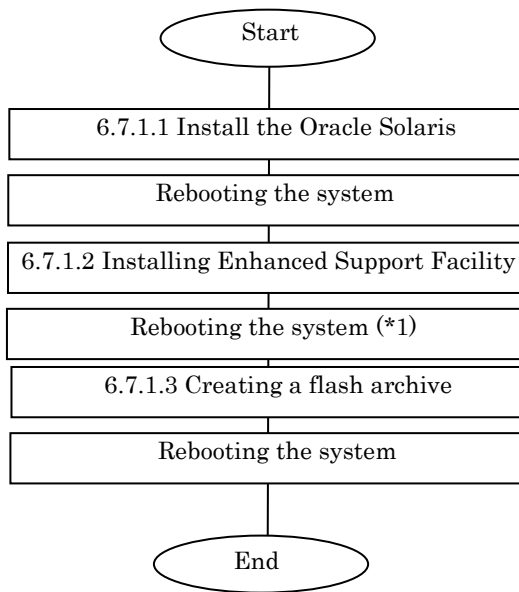 Start
6.7.1.1 Install the Oracle Solaris
Rebooting the system
6.7.1.2 Installing Enhanced Support Facility
Rebooting the system (*1)
6.7.1.3 Creating a flash archive
Rebooting the system
End